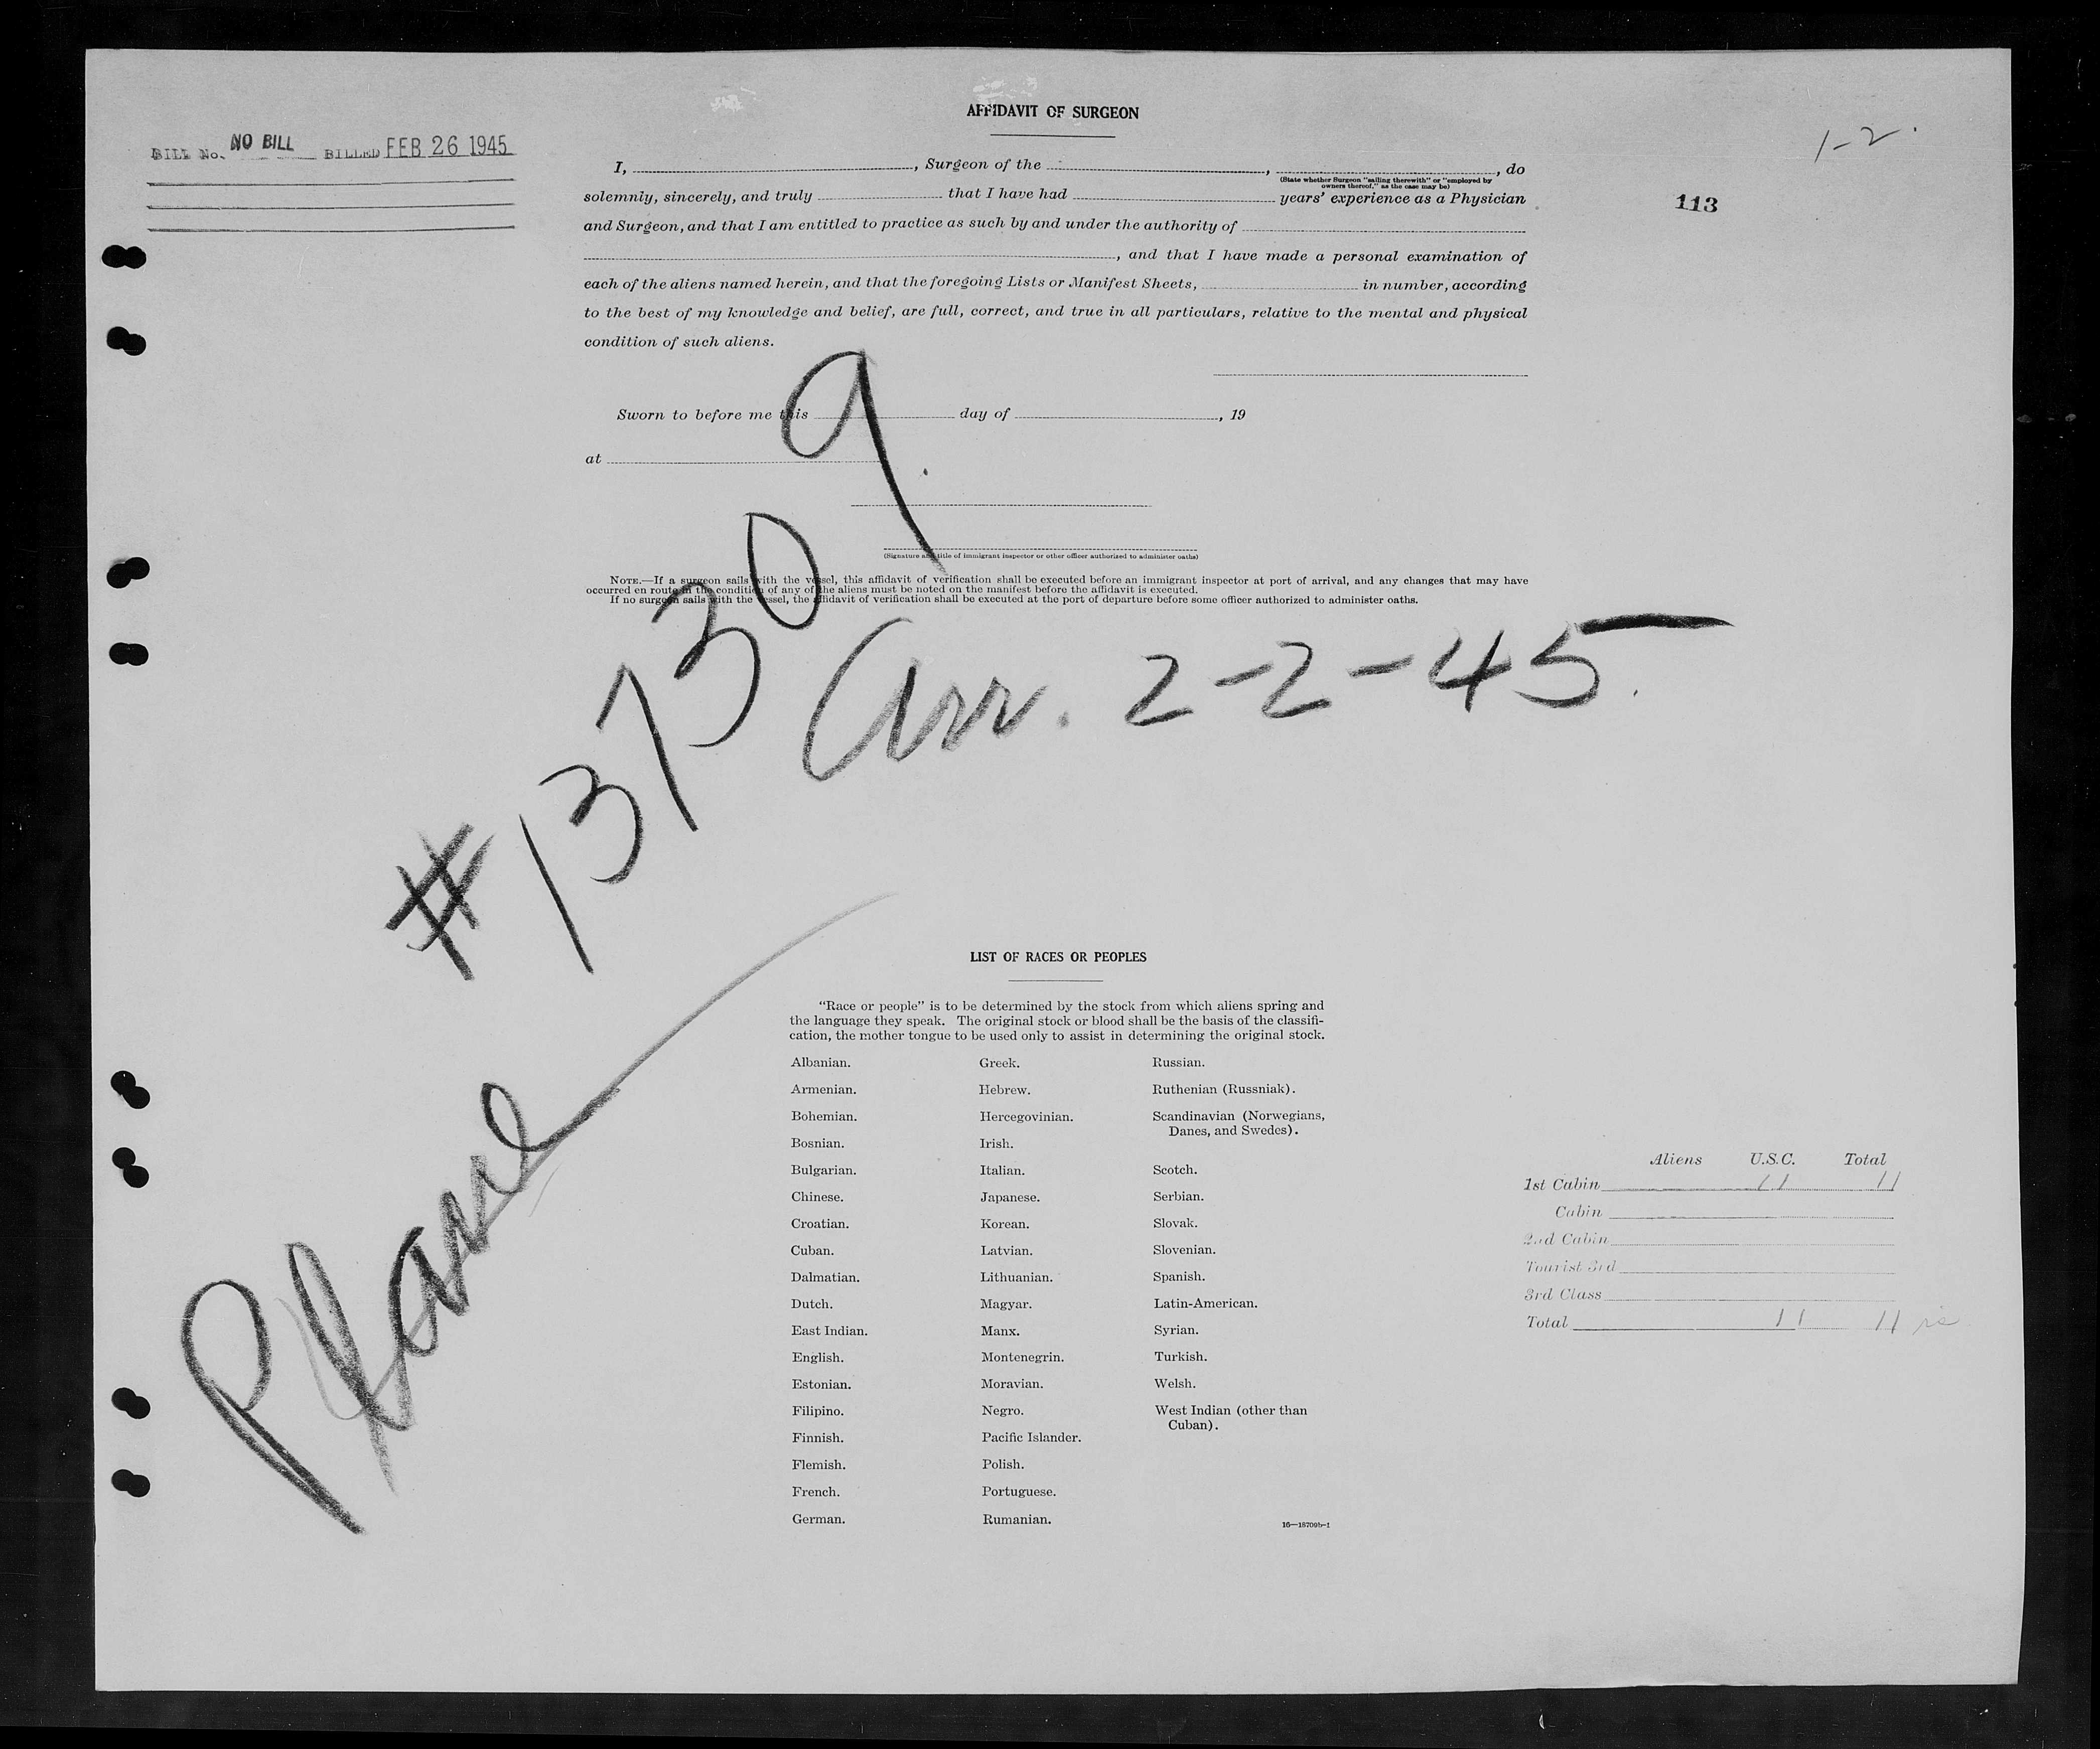 AFFIDAVIT OF SURGEON
BILL No. NO BILL BILLED FEB 26 1945
1-2.
113
I, , Surgeon of the , , do
(State whether Surgeon "sailing therewith" or "employed by
owners thereof," as the case may be)
solemnly, sincerely, and truly that I have had years' experience as a Physician
and Surgeon, and that I am entitled to practice as such by and under the authority of
, and that I have made a personal examination of
each of the aliens named herein, and that the foregoing Lists or Manifest Sheets, in number, according
to the best of my knowledge and belief, are full, correct, and true in all particulars, relative to the mental and physical
condition of such aliens.
Sworn to before me this day of , 19
at
(Signature and title of immigrant inspector or other officer authorized to administer oaths)
NOTE.—If a surgeon sails with the vessel, this affidavit of verification shall be executed before an immigrant inspector at port of arrival, and any changes that may have
occurred en route in the condition of any of the aliens must be noted on the manifest before the affidavit is executed.
If no surgeon sails with the vessel, the affidavit of verification shall be executed at the port of departure before some officer authorized to administer oaths.
Plane #137309.
Arr. 2-2-45.
LIST OF RACES OR PEOPLES
"Race or people" is to be determined by the stock from which aliens spring and
the language they speak. The original stock or blood shall be the basis of the classifi-
cation, the mother tongue to be used only to assist in determining the original stock.
Albanian. Greek. Russian.
Armenian. Hebrew. Ruthenian (Russniak).
Bohemian. Hercegovinian. Scandinavian (Norwegians,
Danes, and Swedes).
Bosnian. Irish.
Bulgarian. Italian. Scotch.
Chinese. Japanese. Serbian.
Croatian. Korean. Slovak.
Cuban. Latvian. Slovenian.
Dalmatian. Lithuanian. Spanish.
Dutch. Magyar. Latin-American.
East Indian. Manx. Syrian.
English. Montenegrin. Turkish.
Estonian. Moravian. Welsh.
Filipino. Negro. West Indian (other than
Cuban).
Finnish. Pacific Islander.
Flemish. Polish.
French. Portuguese.
German. Rumanian.
16—18709b-1
Aliens U.S.C. Total
1st Cabin 11 11
Cabin
2nd Cabin
Tourist 3rd
3rd Class
Total 11 11